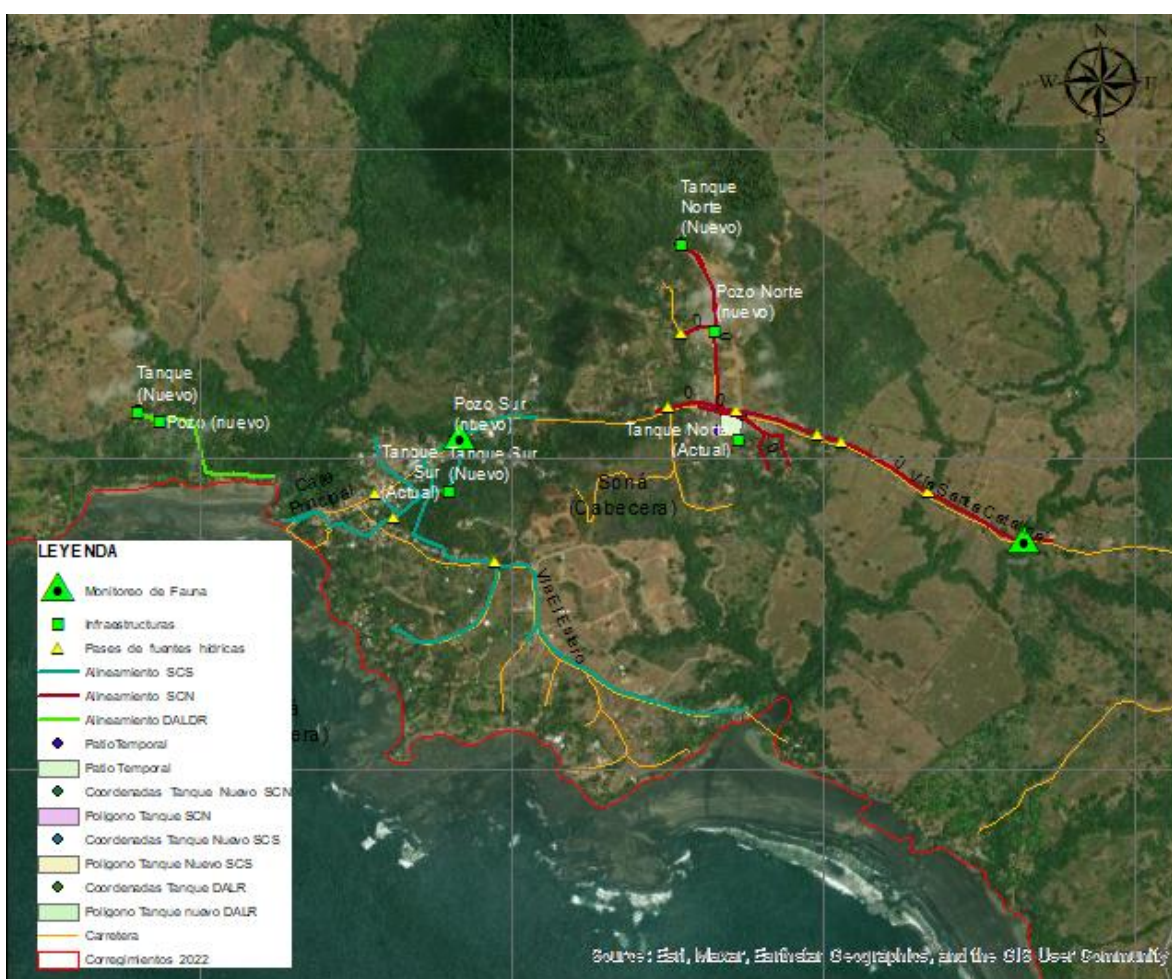 N
W
E
S
Tanque
Norte
(Nuevo)
Pozo Norte
(nuevo)
Tanque
(Nuevo)
Pozo (nuevo)
Pozo Sur
(nuevo)
Tanque Norte
(Actual)
Tanque
Sur
(Actual)
Tanque Sur
(Nuevo)
Calle
Principal
Soná
(Cabecera)
Vía Santa Catalina
Vía El Estero
era)
LEYENDA
Monitoreo de Fauna
Infraestructuras
Pases de fuentes hídricas
Alineamiento SCS
Alineamiento SCN
Alineamiento DALDR
Patio Temporal
Patio Temporal
Coordenadas Tanque Nuevo SCN
Polígono Tanque SCN
Coordenadas Tanque Nuevo SCS
Polígono Tanque Nuevo SCS
Coordenadas Tanque DALR
Polígono Tanque nuevo DALR
Carretera
Corregimientos 2022
Source: Esri, Maxar, Earthstar Geographics, and the GIS User Community